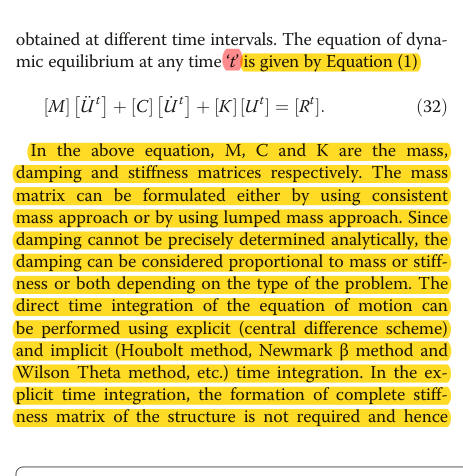 obtained at different time intervals. The equation of dyna-
mic equilibrium at any time ‘t’ is given by Equation (1)
[M][Üᵗ] + [C][U̇ᵗ] + [K][Uᵗ] = [Rᵗ]. (32)
In the above equation, M, C and K are the mass,
damping and stiffness matrices respectively. The mass
matrix can be formulated either by using consistent
mass approach or by using lumped mass approach. Since
damping cannot be precisely determined analytically, the
damping can be considered proportional to mass or stiff-
ness or both depending on the type of the problem. The
direct time integration of the equation of motion can
be performed using explicit (central difference scheme)
and implicit (Houbolt method, Newmark β method and
Wilson Theta method, etc.) time integration. In the ex-
plicit time integration, the formation of complete stiff-
ness matrix of the structure is not required and hence